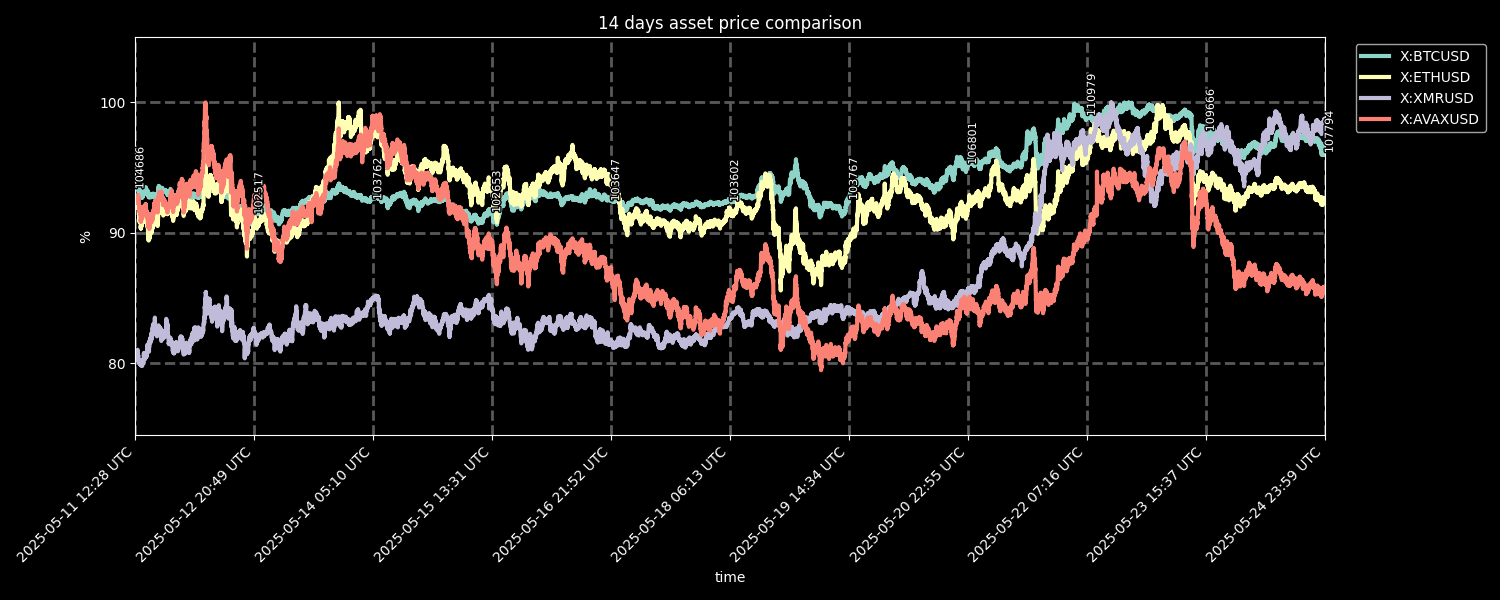 14 days asset price comparison
X:BTCUSD
X:ETHUSD
X:XMRUSD
X:AVAXUSD
100
90
80
%
104686
102517
103762
102653
103647
103602
103767
106801
110979
109666
107794
2025-05-11 12:28 UTC
2025-05-12 20:49 UTC
2025-05-14 05:10 UTC
2025-05-15 13:31 UTC
2025-05-16 21:52 UTC
2025-05-18 06:13 UTC
2025-05-19 14:34 UTC
2025-05-20 22:55 UTC
2025-05-22 07:16 UTC
2025-05-23 15:37 UTC
2025-05-24 23:59 UTC
time